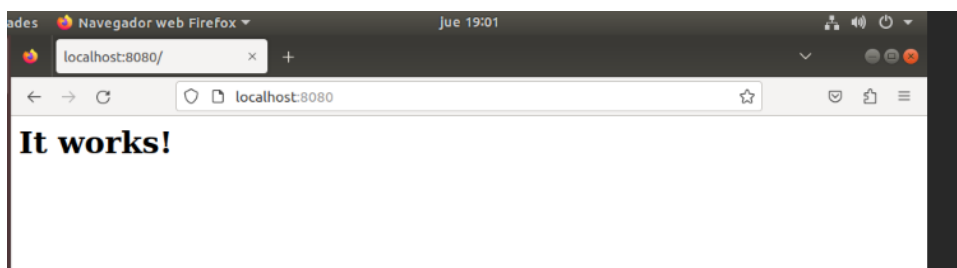 ades Navegador web Firefox jue 19:01
localhost:8080/
localhost:8080
It works!